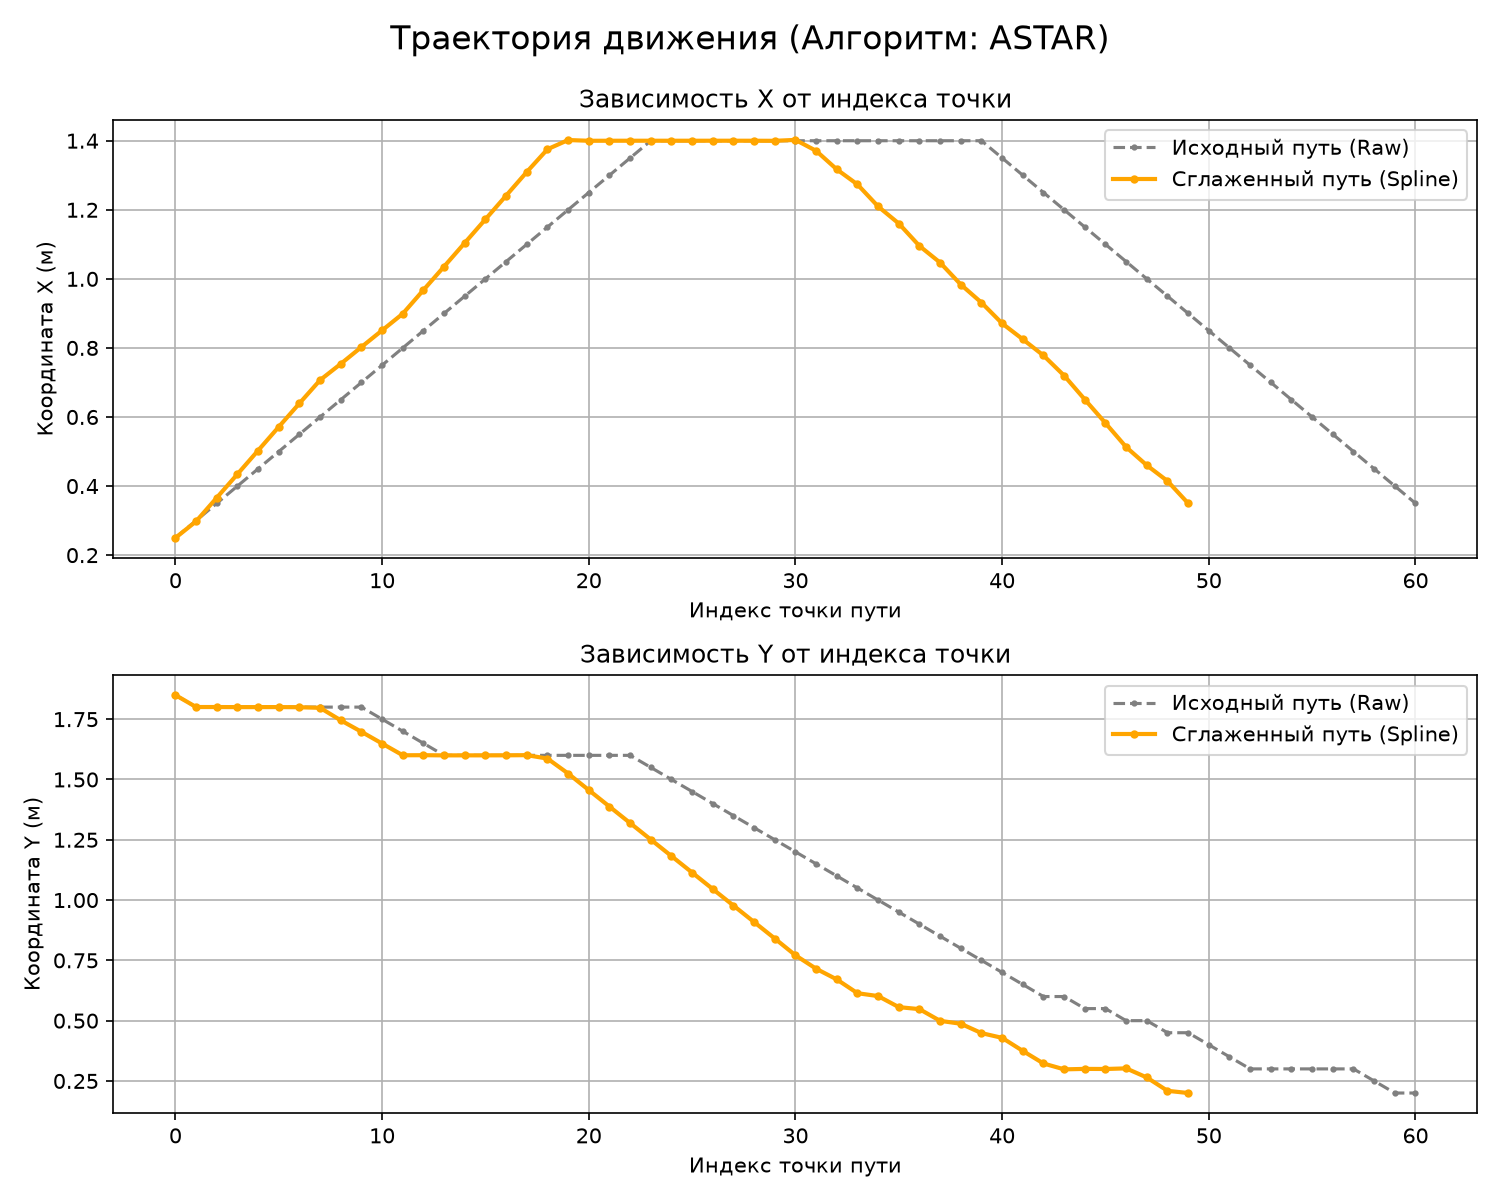 Траектория движения (Алгоритм: ASTAR)
Зависимость X от индекса точки
Координата X (м)
1.4
1.2
1.0
0.8
0.6
0.4
0.2
Исходный путь (Raw)
Сглаженный путь (Spline)
0 10 20 30 40 50 60
Индекс точки пути
Зависимость Y от индекса точки
Координата Y (м)
1.75
1.50
1.25
1.00
0.75
0.50
0.25
Исходный путь (Raw)
Сглаженный путь (Spline)
0 10 20 30 40 50 60
Индекс точки пути